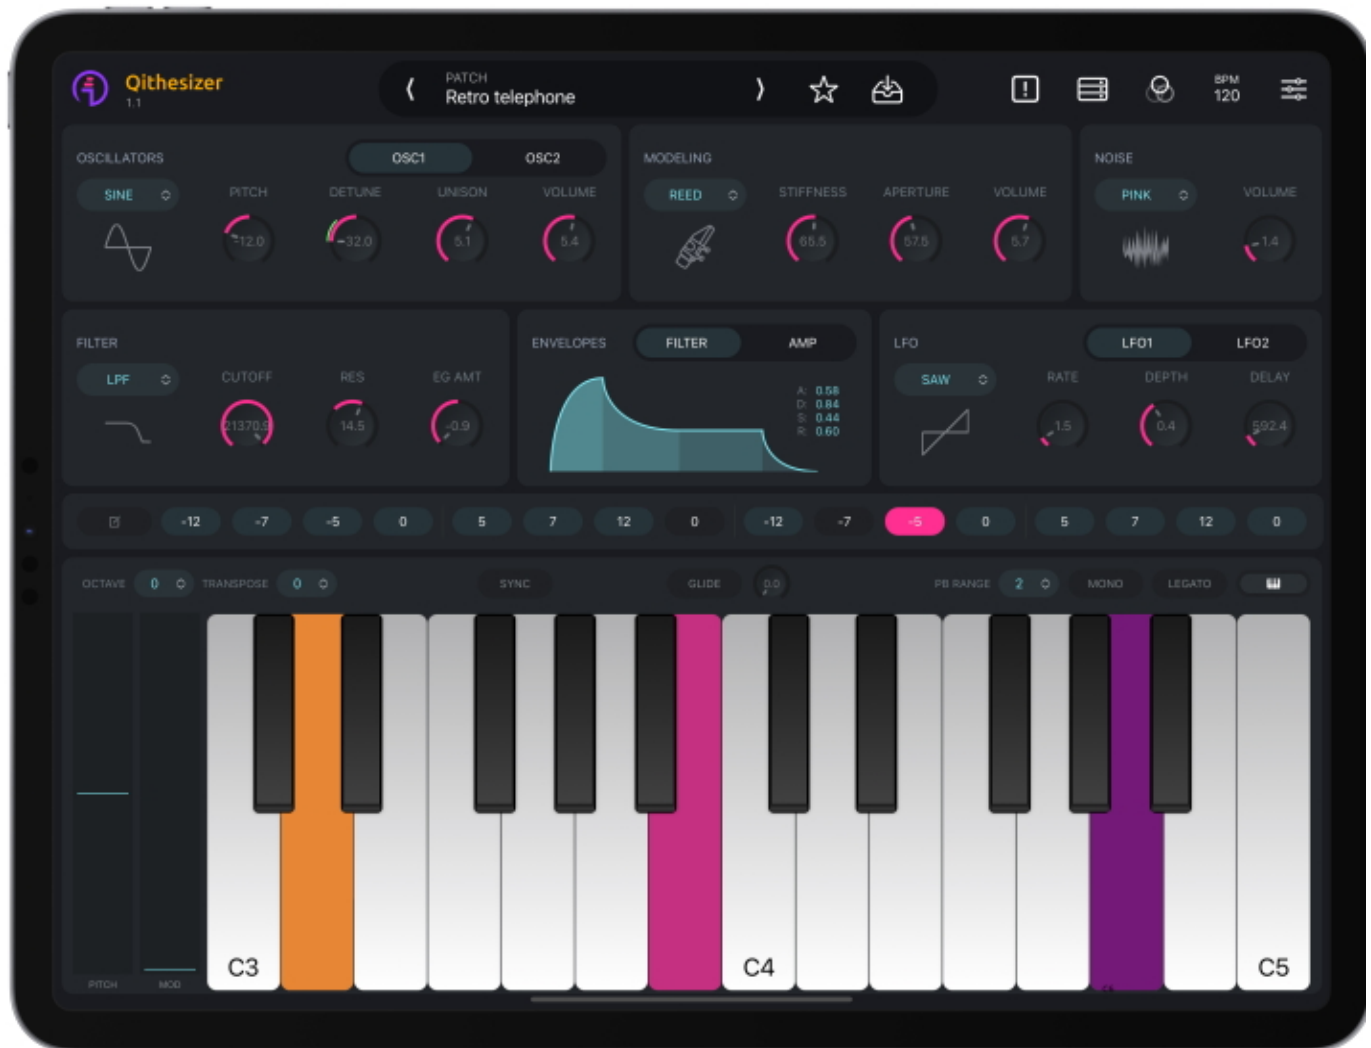 Qithesizer
1.1
PATCH
Retro telephone
BPM
120
OSCILLATORS
OSC1
OSC2
SINE
PITCH
DETUNE
UNISON
VOLUME
-12.0
-32.0
5.1
5.4
MODELING
REED
STIFFNESS
APERTURE
VOLUME
65.5
57.5
5.7
NOISE
PINK
VOLUME
1.4
FILTER
LPF
CUTOFF
RES
EG AMT
21370.9
14.5
-0.9
ENVELOPES
FILTER
AMP
A: 0.58
D: 0.84
S: 0.44
R: 0.60
LFO
LFO1
LFO2
SAW
RATE
DEPTH
DELAY
1.5
0.4
592.4
-12 -7 -5 0 5 7 12 0 -12 -7 -5 0 5 7 12 0
OCTAVE 0 TRANSPOSE 0 SYNC GLIDE 0.0 PB RANGE 2 MONO LEGATO
C3 C4 C5
PITCH MOD